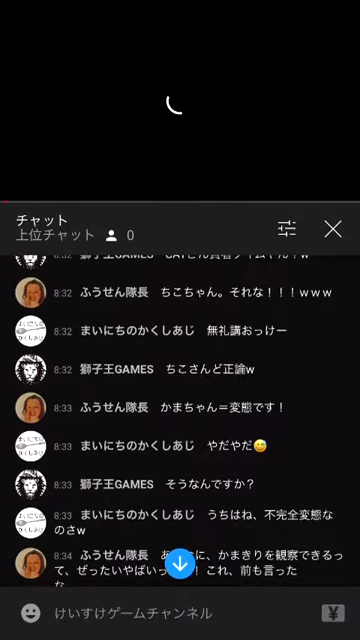 チャット
上位チャット 0
8:32 ふうせん隊長 ちこちゃん。それな！！！ｗｗｗ
8:32 まいにちのかくしあじ 無礼講おっけー
8:32 獅子王GAMES ちこさんど正論w
8:33 ふうせん隊長 かまちゃん＝変態です！
8:33 まいにちのかくしあじ やだやだ😅
8:33 獅子王GAMES そうなんですか？
8:33 まいにちのかくしあじ うちはね、不完全変態な
のさw
8:34 ふうせん隊長 に、かまきりを観察できるっ
て、ぜったいやばいっ ！ これ、前も言った
けいすけゲームチャンネル
¥